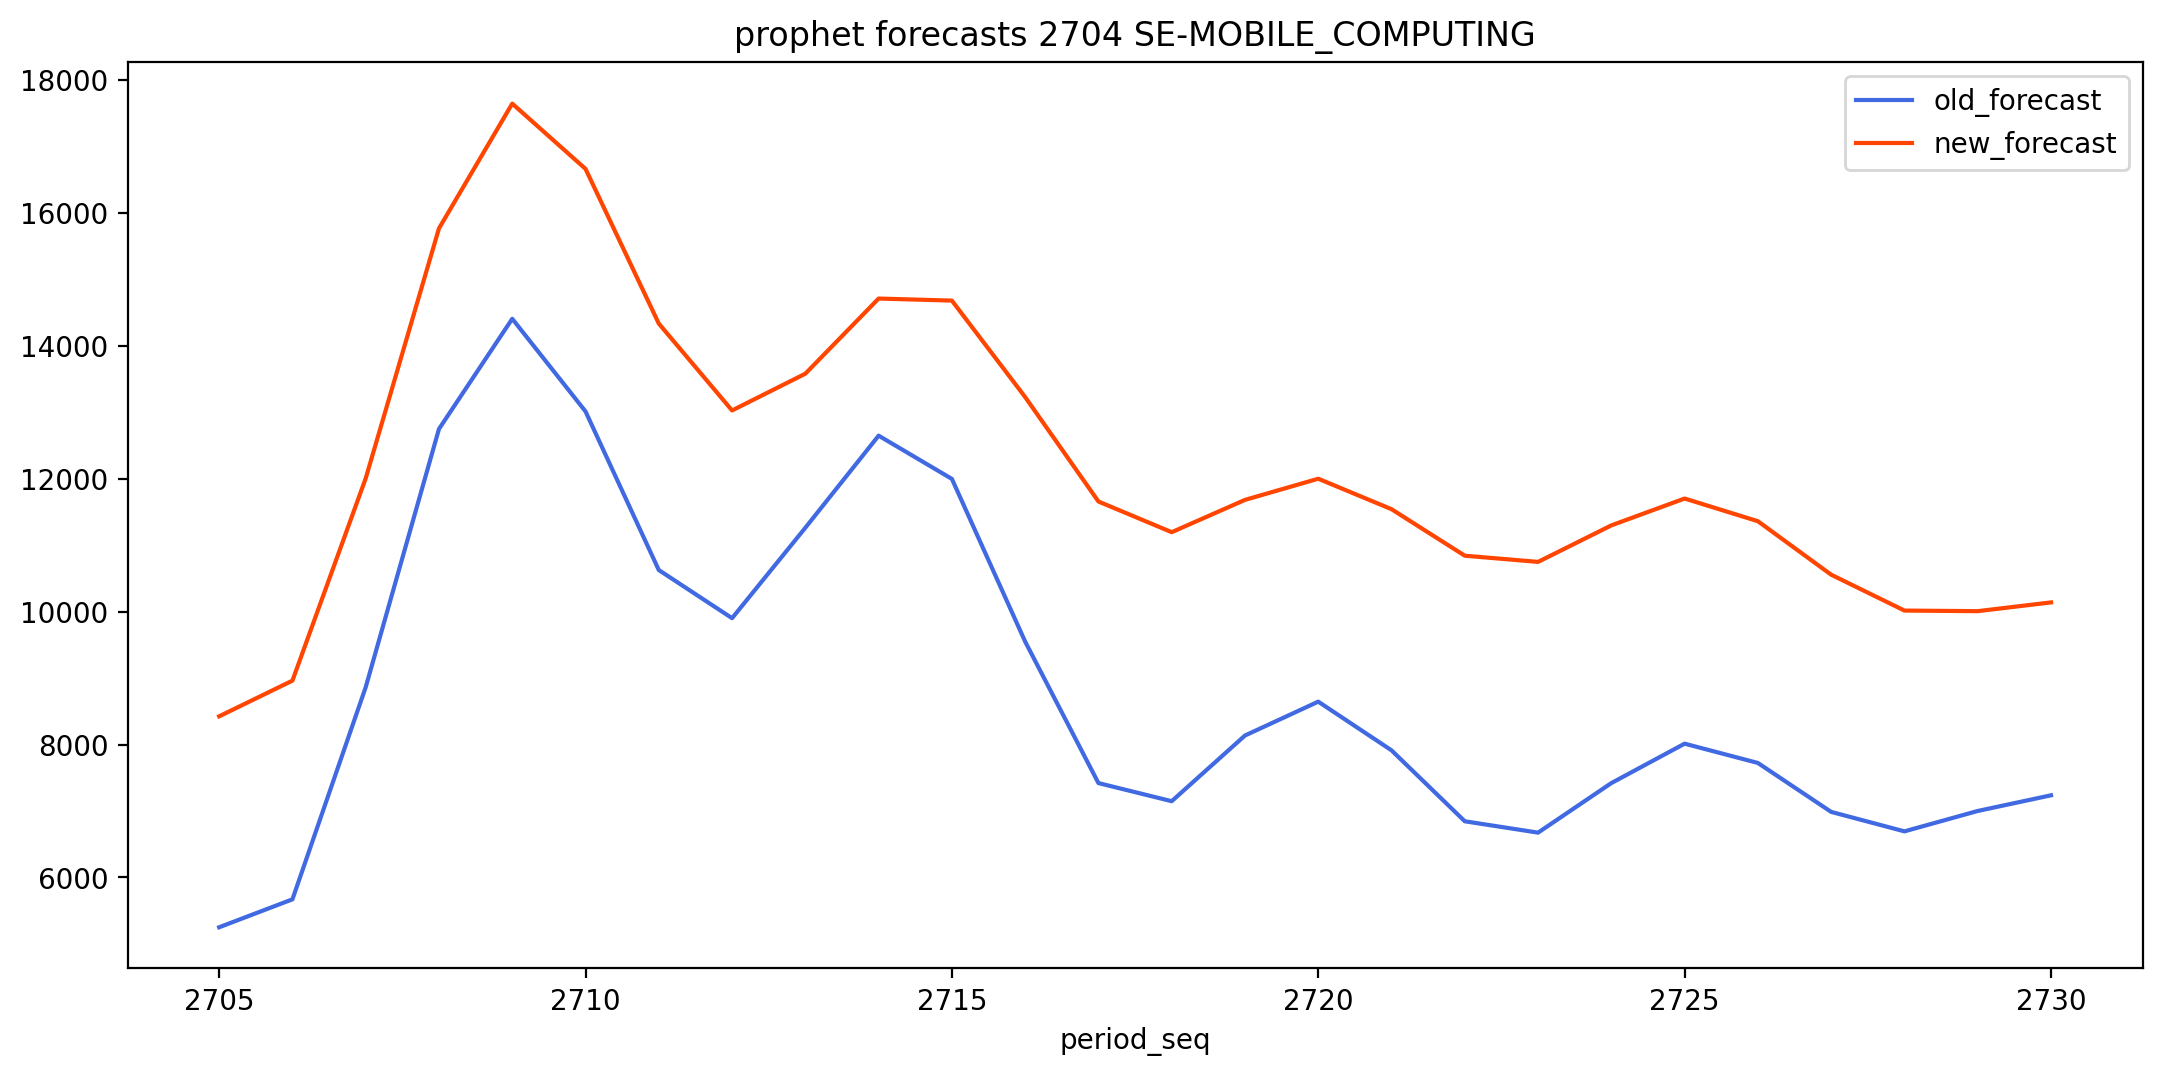 prophet forecasts 2704 SE-MOBILE_COMPUTING
old_forecast
new_forecast
18000
16000
14000
12000
10000
8000
6000
2705 2710 2715 2720 2725 2730
period_seq